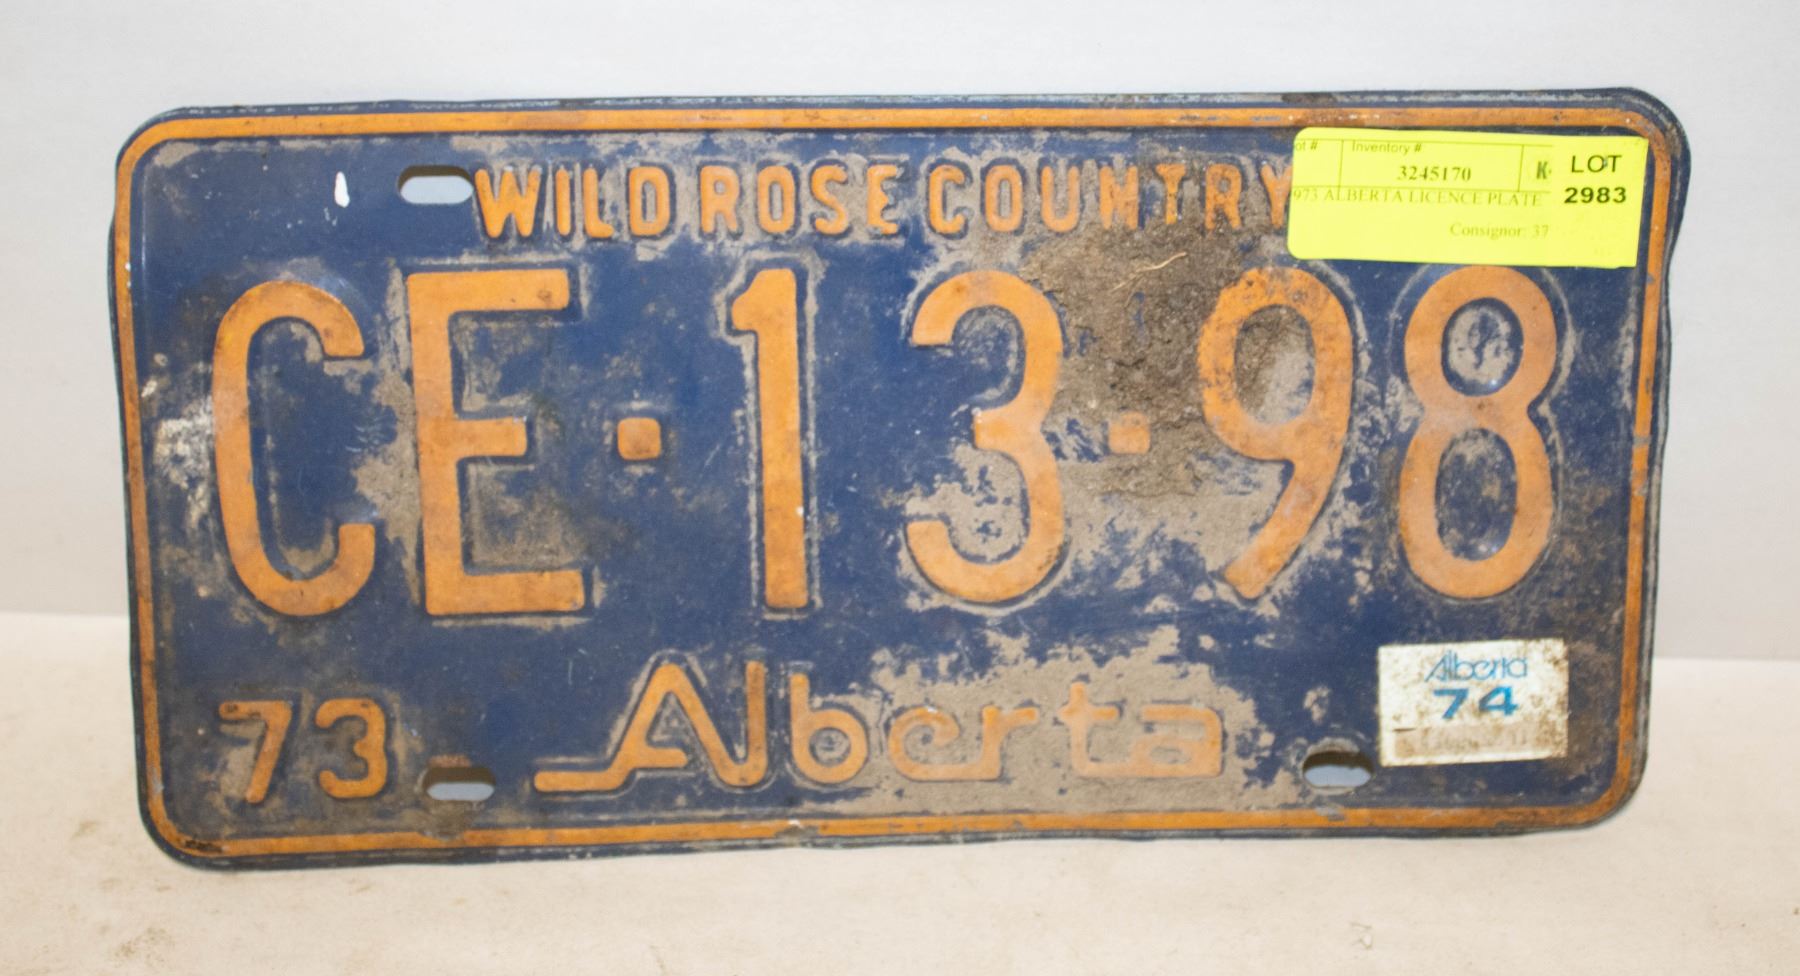 WILD ROSE COUNTRY
ot # Inventory #
3245170 K
LOT
2983
973 ALBERTA LICENCE PLATE
Consignor: 37
CE·13·98
73 Alberta
Alberta
74